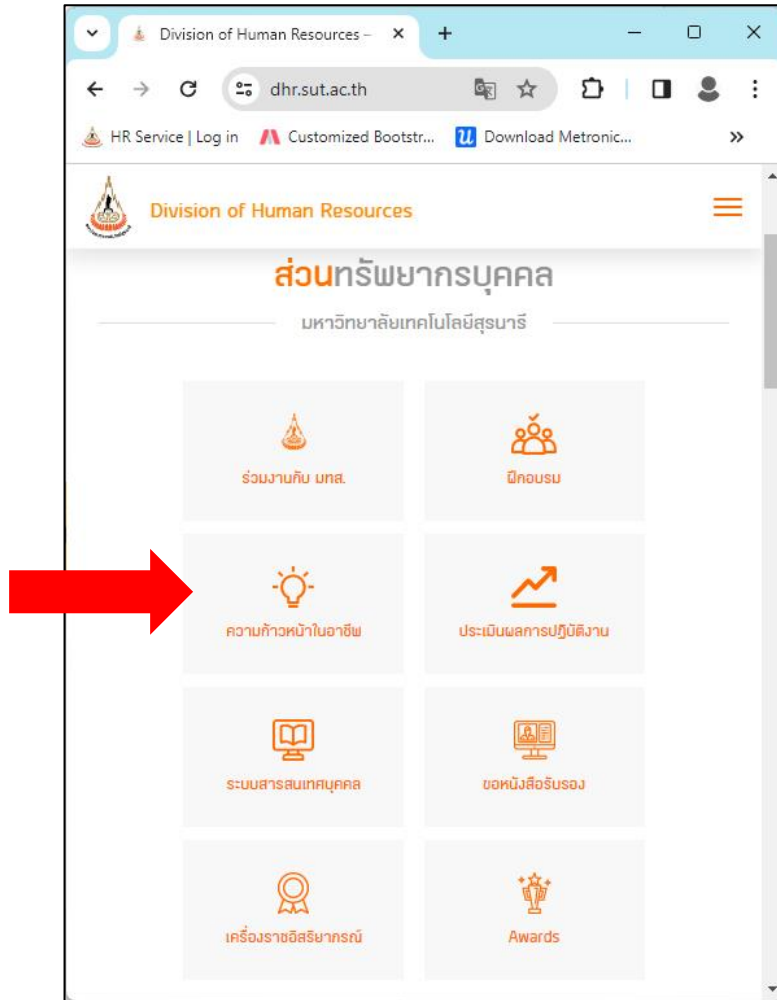 Division of Human Resources –
dhr.sut.ac.th
HR Service | Log in Customized Bootstr... Download Metronic... »
Division of Human Resources
ส่วนทรัพยากรบุคคล
มหาวิทยาลัยเทคโนโลยีสุรนารี
ร่วมงานกับ มทส. ฝึกอบรม
ความก้าวหน้าในอาชีพ ประเมินผลการปฏิบัติงาน
ระบบสารสนเทศบุคคล ขอหนังสือรับรอง
เครื่องราชอิสริยาภรณ์ Awards